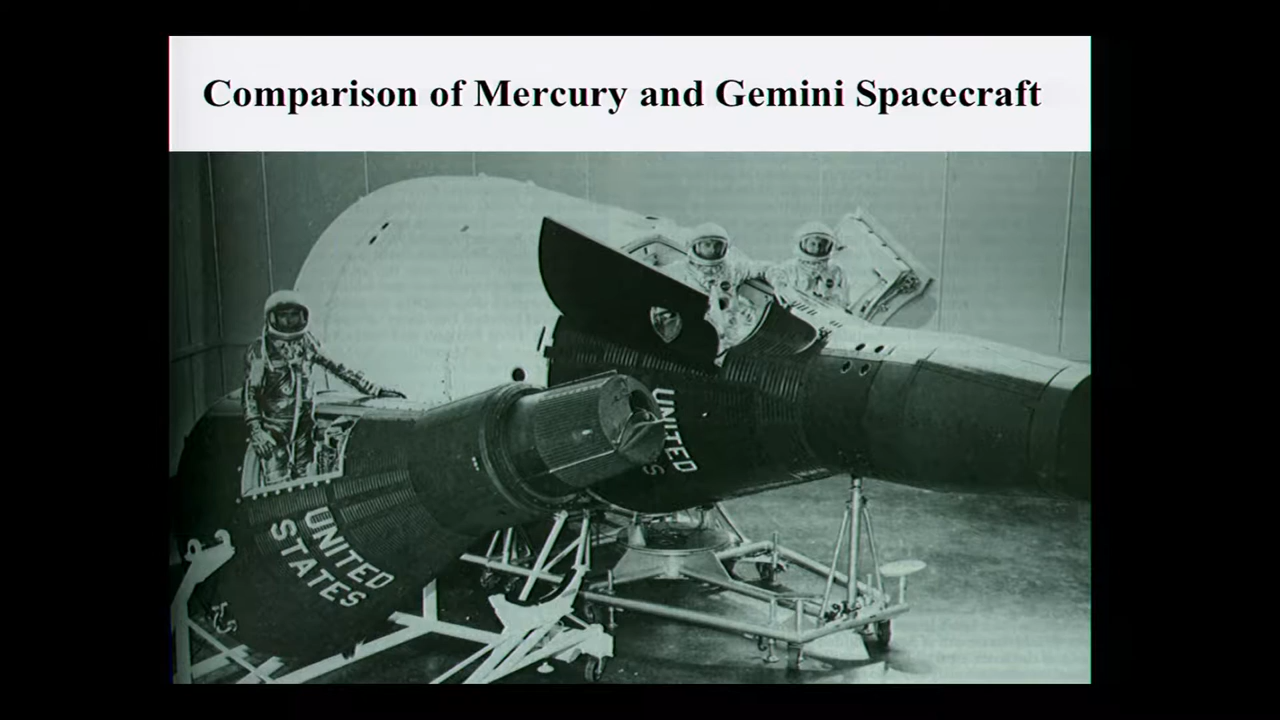 Comparison of Mercury and Gemini Spacecraft
UNITED
STATES
UNITED
S